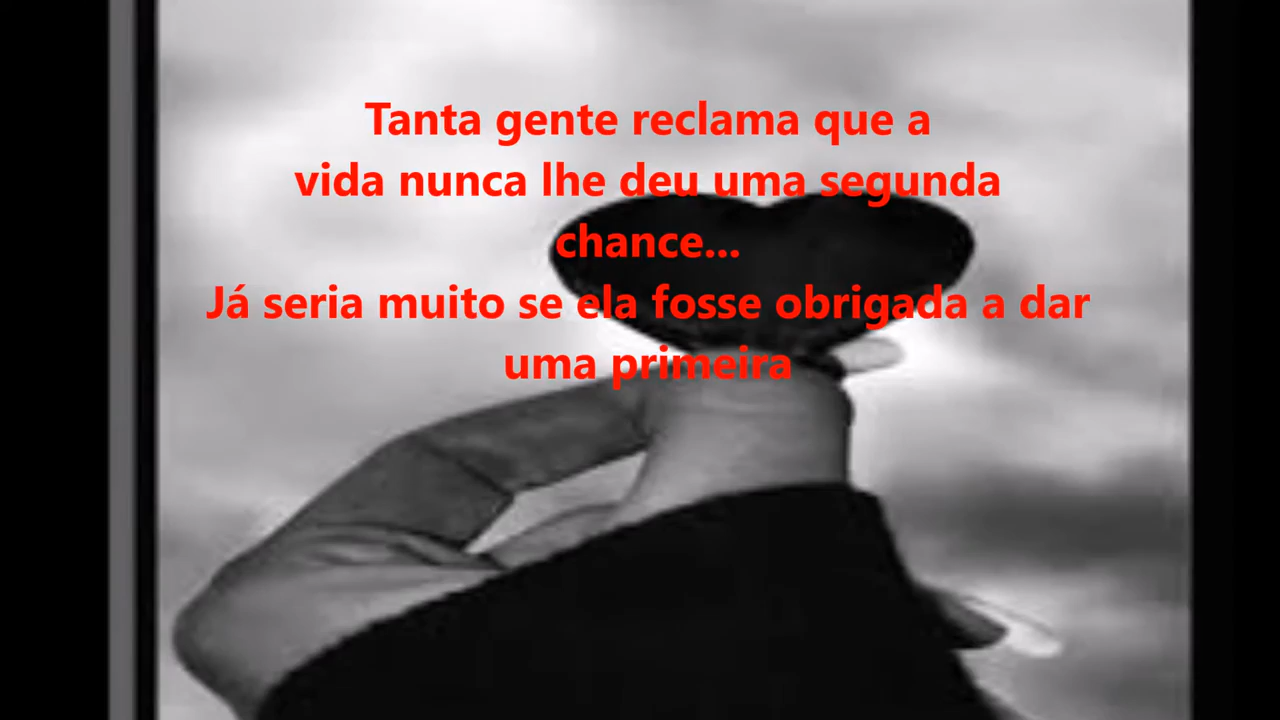 Tanta gente reclama que a
vida nunca lhe deu uma segunda
chance...
Já seria muito se ela fosse obrigada a dar
uma primeira